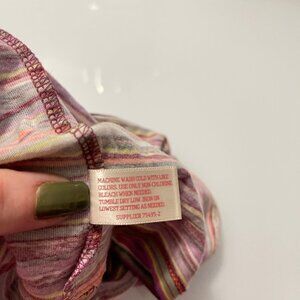 MACHINE WASH COLD WITH LIKE
COLORS. USE ONLY NON CHLORINE
BLEACH WHEN NEEDED.
TUMBLE DRY LOW. IRON ON
LOWEST SETTING AS NEEDED.
SUPPLIER 75495-2